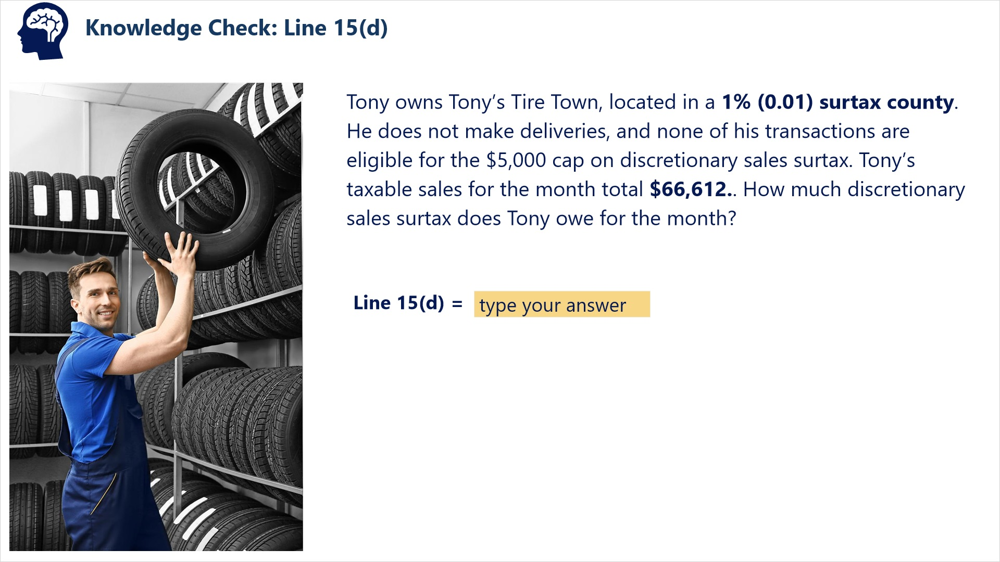 Knowledge Check: Line 15(d)
Tony owns Tony’s Tire Town, located in a 1% (0.01) surtax county.
He does not make deliveries, and none of his transactions are
eligible for the $5,000 cap on discretionary sales surtax. Tony’s
taxable sales for the month total $66,612.. How much discretionary
sales surtax does Tony owe for the month?
Line 15(d) = type your answer